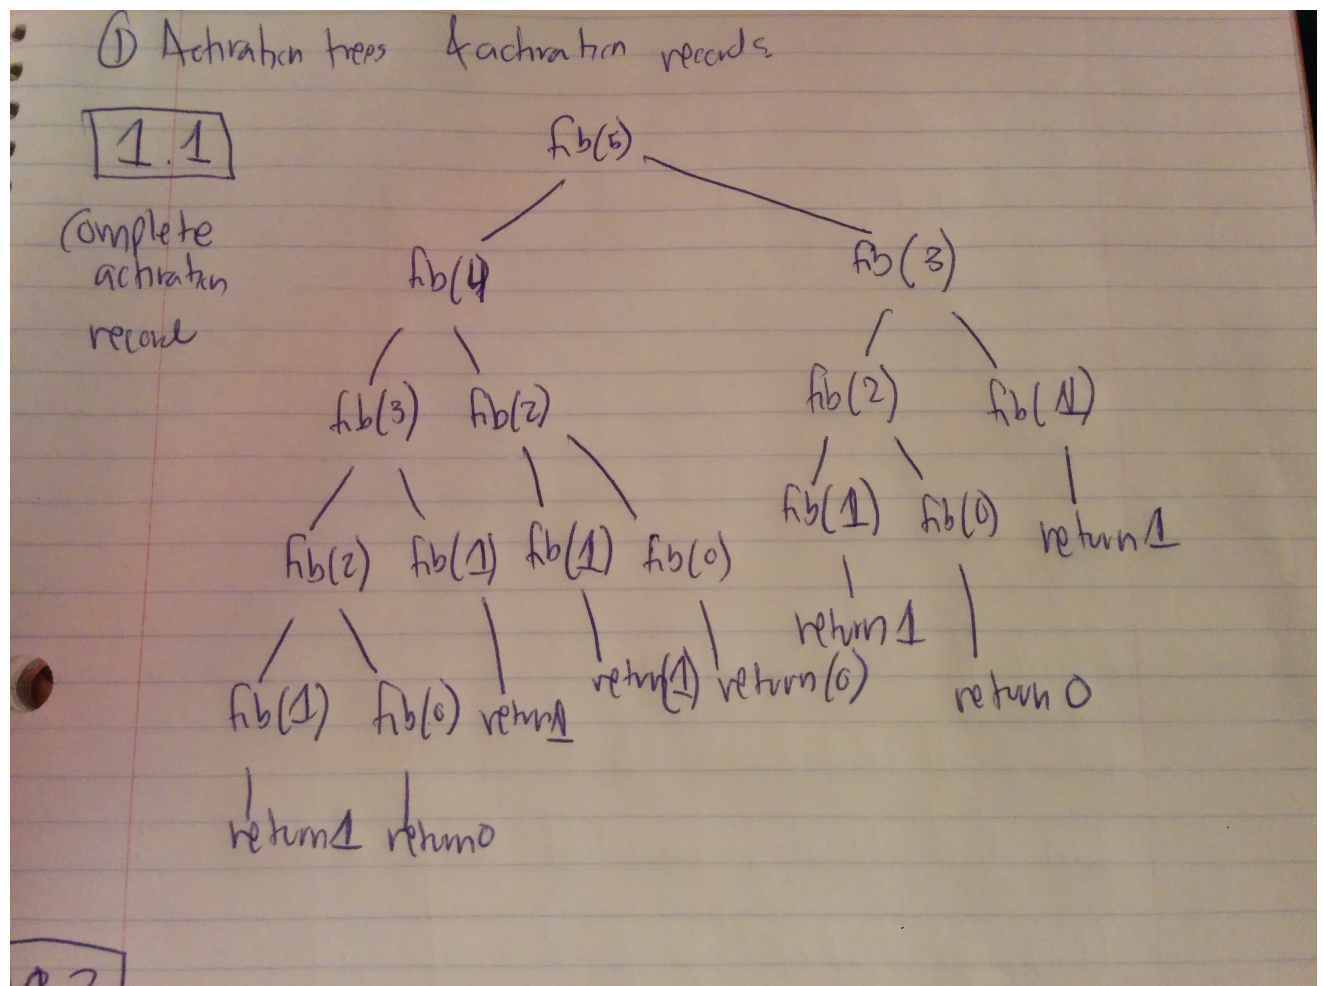 ① Activation trees & activation records
1.1
Complete
activation
record
fib(5)
fib(4) fib(3)
fib(3) fib(2) fib(2) fib(1)
fib(2) fib(1) fib(1) fib(0) fib(1) fib(0) return 1
fib(1) fib(0) return 1 return(1) return(0) return 1 return 0
return 1 return 0